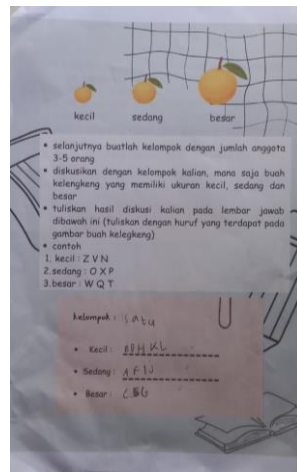 kecil sedang besar
• selanjutnya buatlah kelompok dengan jumlah anggota
3-5 orang
• diskusikan dengan kelompok kalian, mana saja buah
kelengkeng yang memiliki ukuran kecil, sedang dan
besar
• tuliskan hasil diskusi kalian pada lembar jawab
dibawah ini (tuliskan dengan huruf yang terdapat pada
gambar buah kelegkeng)
• contoh
1. kecil : Z V N
2.sedang : O X P
3.besar : W Q T
kelompok : satu
• Kecil :
• Sedang :
• Besar :